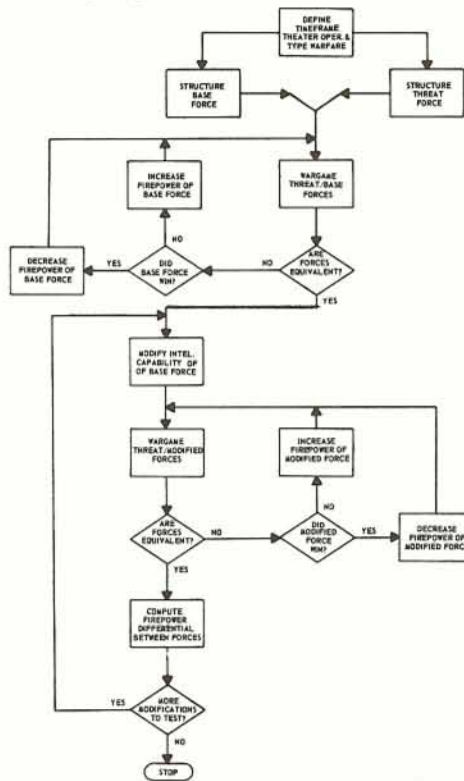 DEFINE
TIMEFRAME
THEATER OPER.&
TYPE WARFARE
STRUCTURE
BASE
FORCE
STRUCTURE
THREAT
FORCE
INCREASE
FIREPOWER OF
BASE FORCE
WARGAME
THREAT/BASE
FORCES
NO
DECREASE
FIREPOWER OF
BASE FORCE
YES
DID
BASE FORCE
WIN?
NO
ARE
FORCES
EQUIVALENT?
YES
MODIFY INTEL.
CAPABILITY OF
OF BASE FORCE
WARGAME
THREAT/MODIFIED
FORCES
INCREASE
FIREPOWER OF
MODIFIED FORCE
NO
ARE
FORCES
EQUIVALENT?
NO
DID
MODIFIED
FORCE
WIN?
YES
DECREASE
FIREPOWER OF
MODIFIED FORC
YES
COMPUTE
FIREPOWER
DIFFERENTIAL
BETWEEN FORCES
YES
MORE
MODIFICATIONS
TO TEST?
NO
STOP